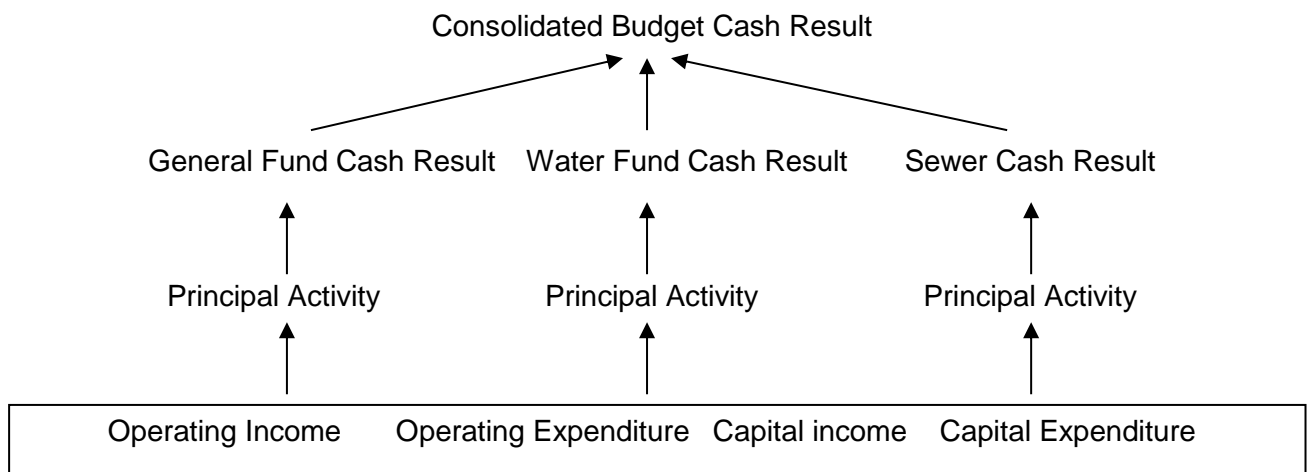 Consolidated Budget Cash Result
General Fund Cash Result Water Fund Cash Result Sewer Cash Result
Principal Activity Principal Activity Principal Activity
Operating Income Operating Expenditure Capital income Capital Expenditure